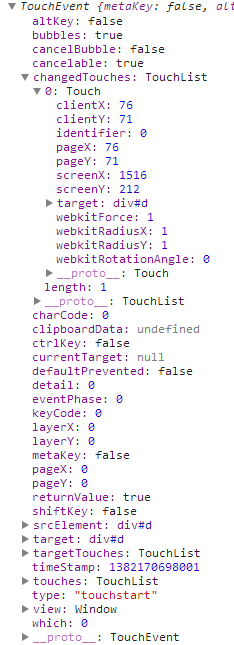 ▼ TouchEvent {metaKey: false, alt
altKey: false
bubbles: true
cancelBubble: false
cancelable: true
▼ changedTouches: TouchList
▼ 0: Touch
clientX: 76
clientY: 71
identifier: 0
pageX: 76
pageY: 71
screenX: 1516
screenY: 212
▶ target: div#d
webkitForce: 1
webkitRadiusX: 1
webkitRadiusY: 1
webkitRotationAngle: 0
▶ __proto__: Touch
length: 1
▶ __proto__: TouchList
charCode: 0
clipboardData: undefined
ctrlKey: false
currentTarget: null
defaultPrevented: false
detail: 0
eventPhase: 0
keyCode: 0
layerX: 0
layerY: 0
metaKey: false
pageX: 0
pageY: 0
returnValue: true
shiftKey: false
▶ srcElement: div#d
▶ target: div#d
▶ targetTouches: TouchList
timeStamp: 1382170698001
▶ touches: TouchList
type: "touchstart"
▶ view: Window
which: 0
▶ __proto__: TouchEvent